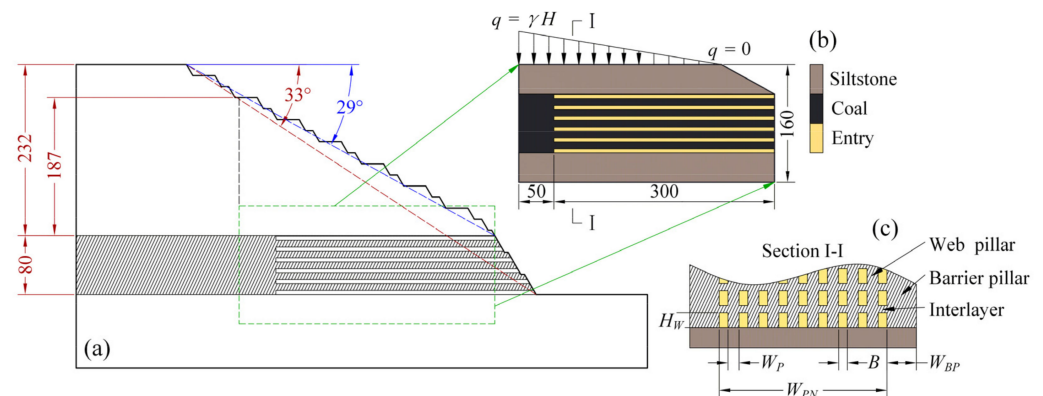 232
187
80
33°
29°
(a)
q = γH
I
q = 0
(b)
Siltstone
Coal
Entry
160
50
300
I
(c)
Section I-I
Web pillar
Barrier pillar
Interlayer
H_W
W_P
B
W_BP
W_PN